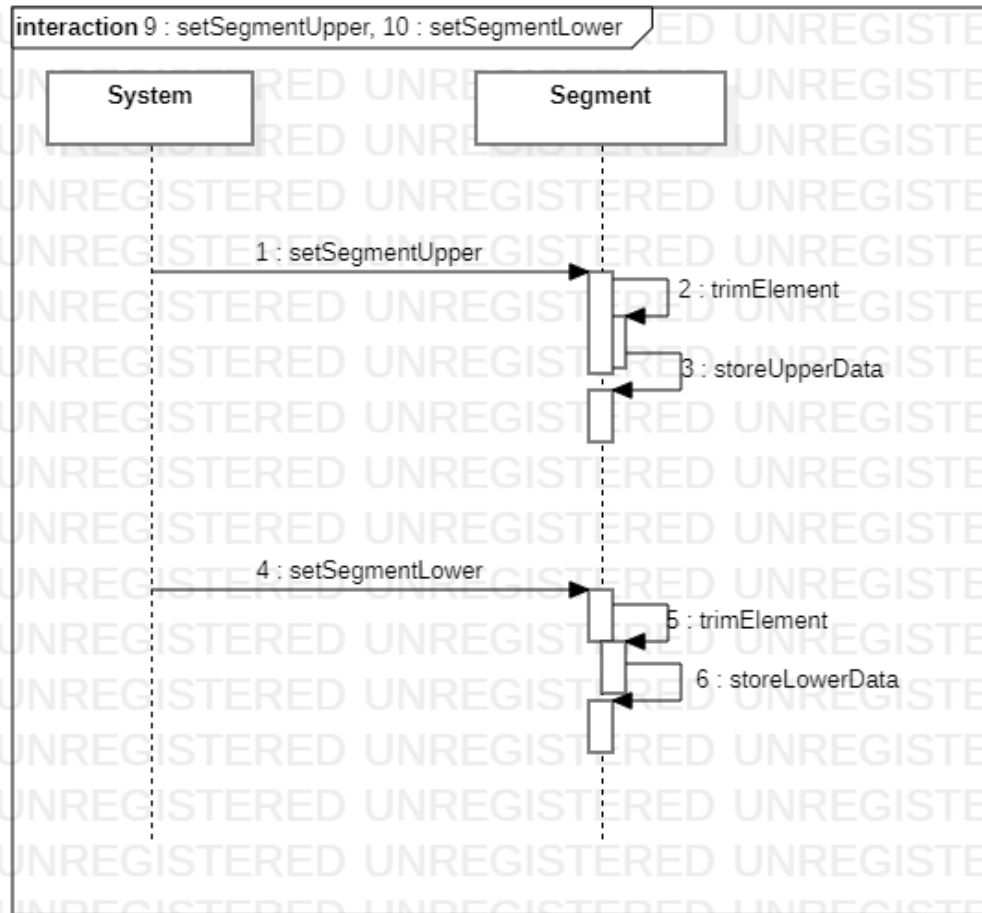 interaction 9 : setSegmentUpper, 10 : setSegmentLower
System
Segment
1 : setSegmentUpper
2 : trimElement
3 : storeUpperData
4 : setSegmentLower
5 : trimElement
6 : storeLowerData
UNREGISTERED